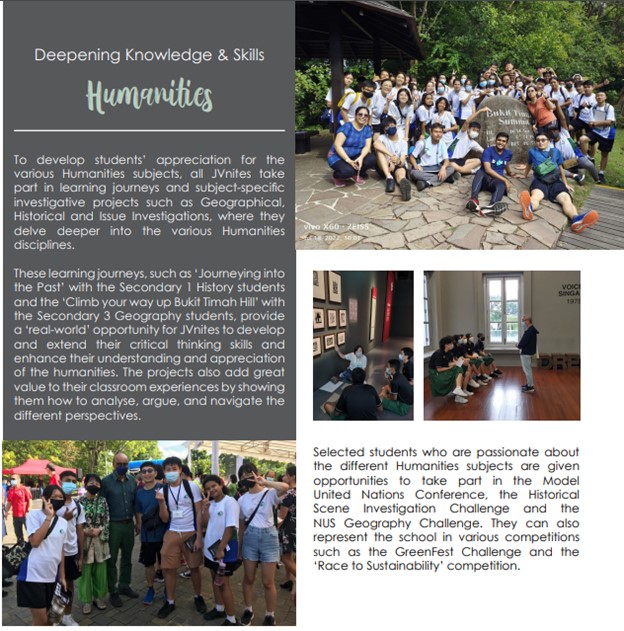 Deepening Knowledge & Skills
Humanities
To develop students' appreciation for the
various Humanities subjects, all JVnites take
part in learning journeys and subject-specific
investigative projects such as Geographical,
Historical and Issue Investigations, where they
delve deeper into the various Humanities
disciplines.
These learning journeys, such as 'Journeying into
the Past' with the Secondary 1 History students
and the 'Climb your way up Bukit Timah Hill' with
the Secondary 3 Geography students, provide
a 'real-world' opportunity for JVnites to develop
and extend their critical thinking skills and
enhance their understanding and appreciation
of the humanities. The projects also add great
value to their classroom experiences by showing
them how to analyse, argue, and navigate the
different perspectives.
Bukit Timah
Summit
vivo X60 · ZEISS
VOIC
SINGA
Selected students who are passionate about
the different Humanities subjects are given
opportunities to take part in the Model
United Nations Conference, the Historical
Scene Investigation Challenge and the
NUS Geography Challenge. They can also
represent the school in various competitions
such as the GreenFest Challenge and the
'Race to Sustainability' competition.